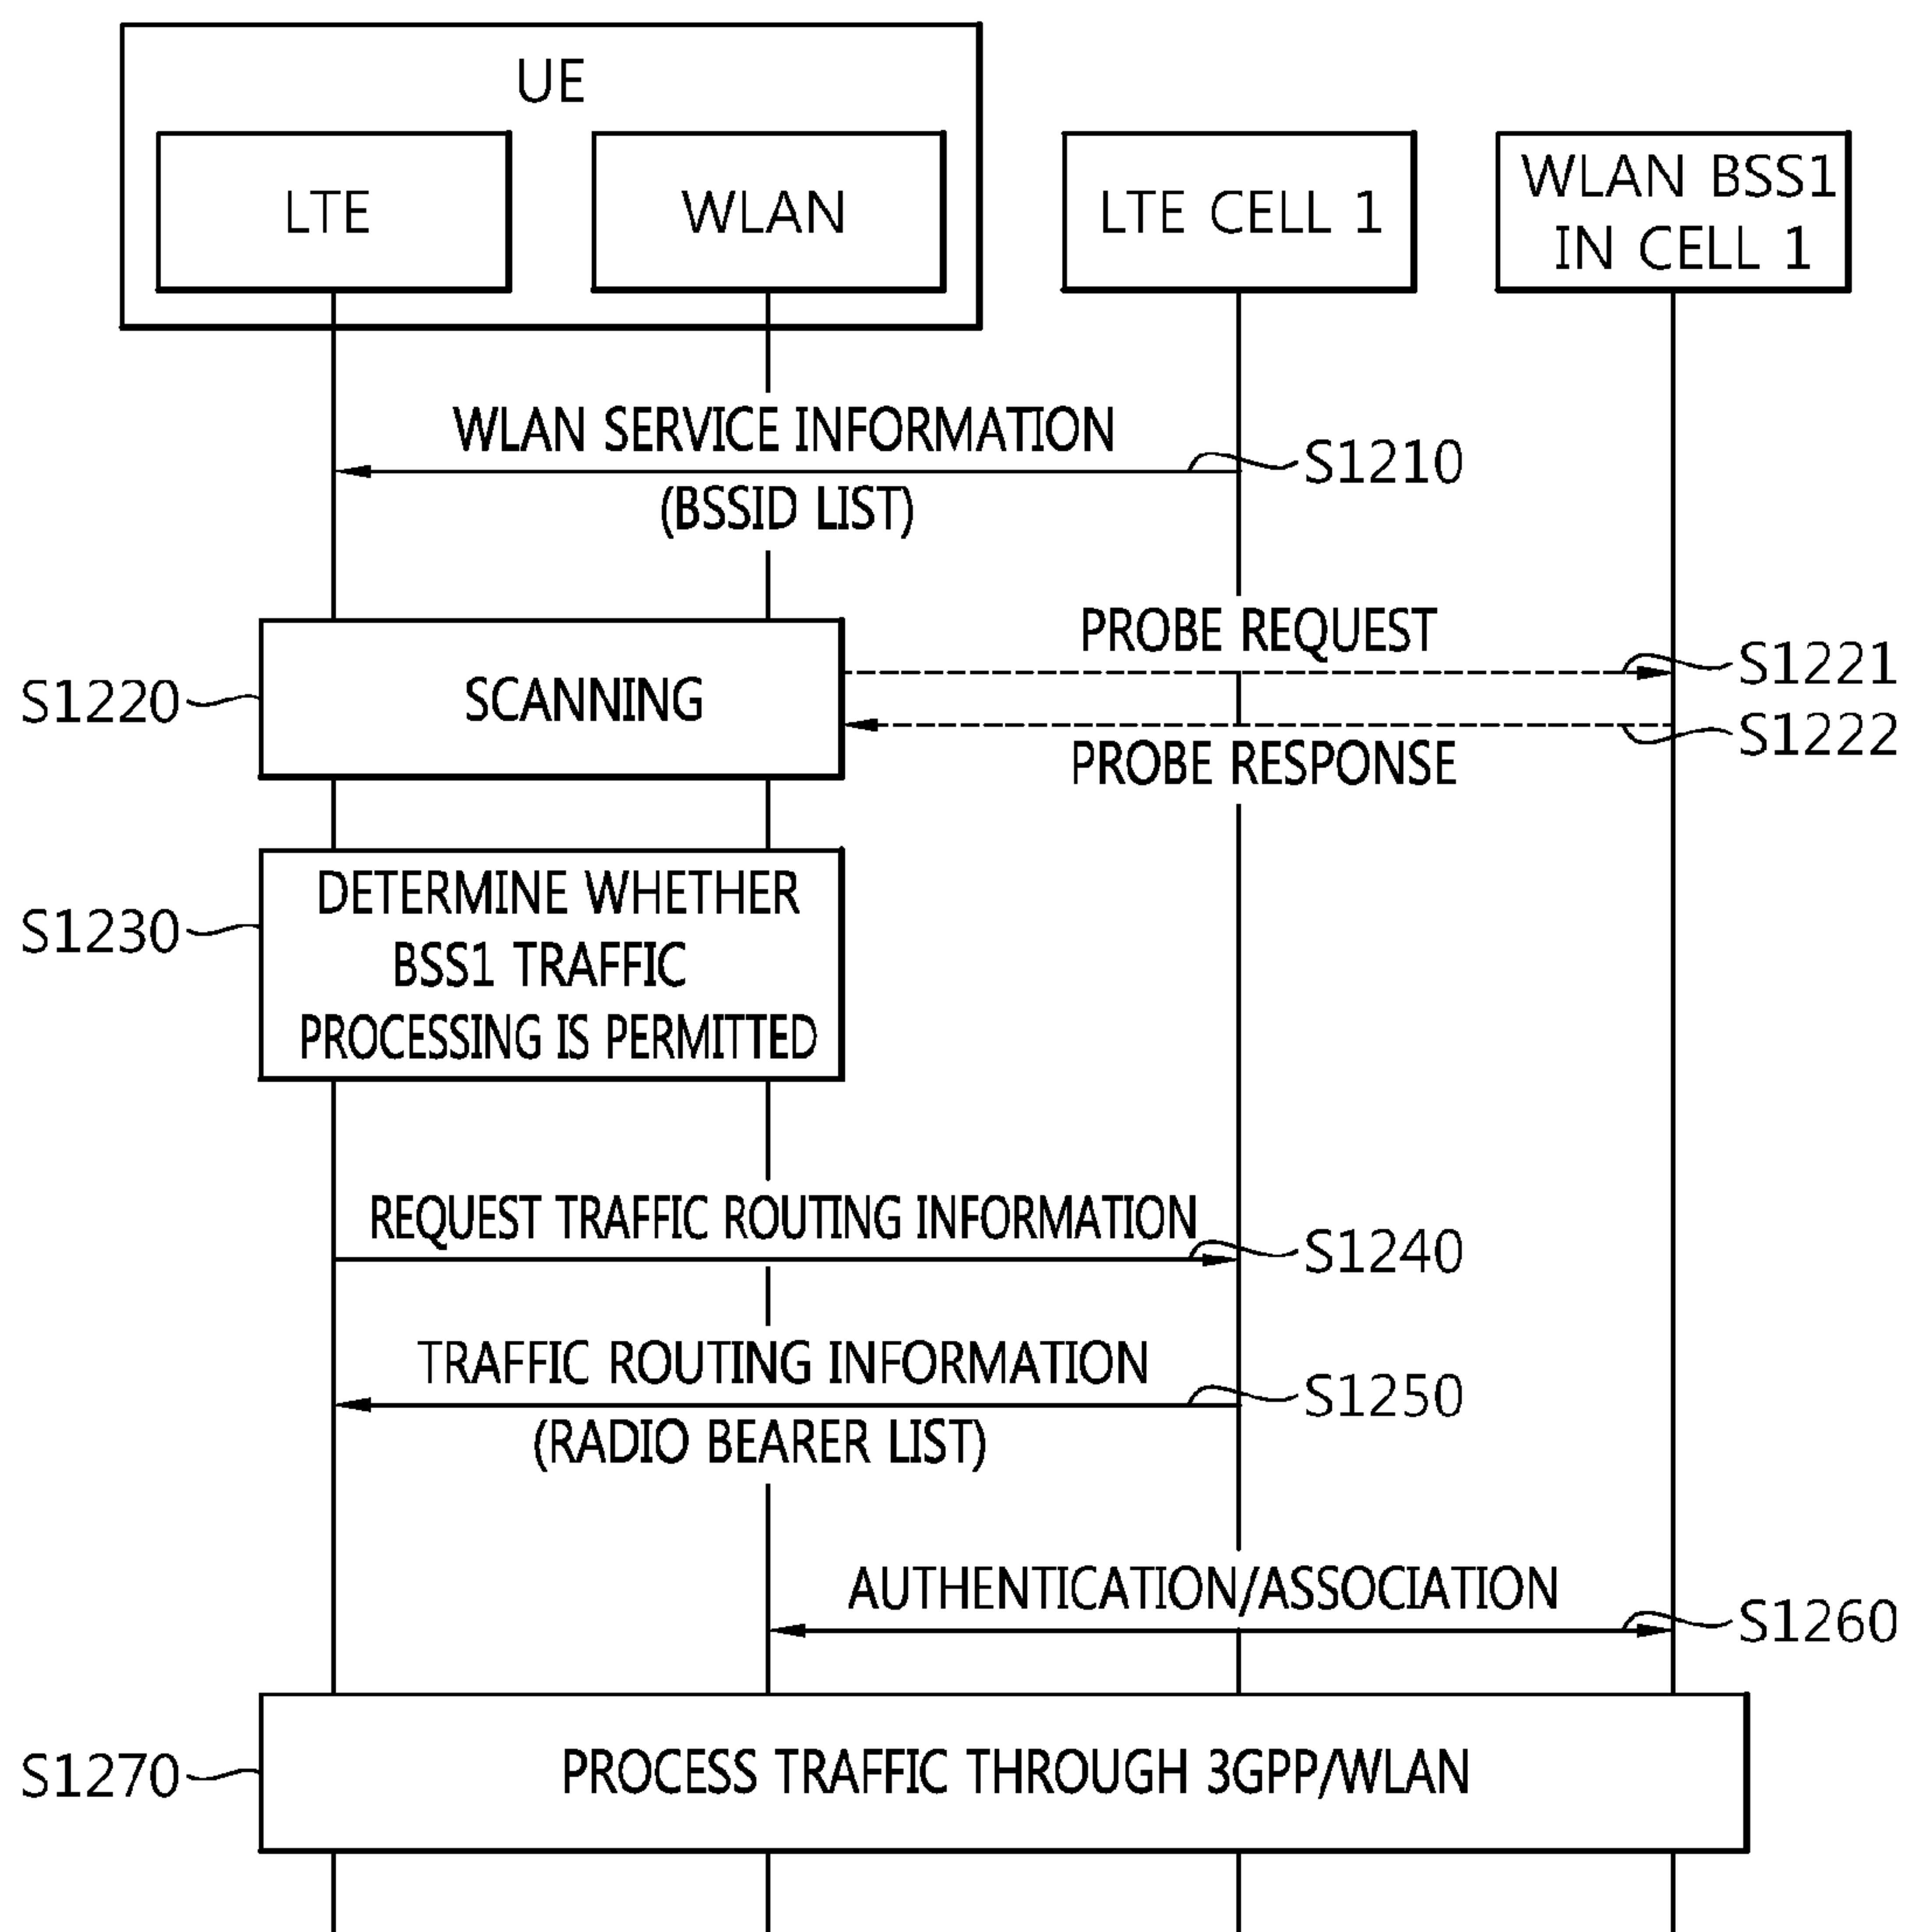 UE
LTE
WLAN
LTE CELL 1
WLAN BSS1
IN CELL 1
WLAN SERVICE INFORMATION
S1210
(BSSID LIST)
PROBE REQUEST
S1221
S1220
SCANNING
S1222
PROBE RESPONSE
S1230
DETERMINE WHETHER
BSS1 TRAFFIC
PROCESSING IS PERMITTED
REQUEST TRAFFIC ROUTING INFORMATION
S1240
TRAFFIC ROUTING INFORMATION
S1250
(RADIO BEARER LIST)
AUTHENTICATION/ASSOCIATION
S1260
S1270
PROCESS TRAFFIC THROUGH 3GPP/WLAN